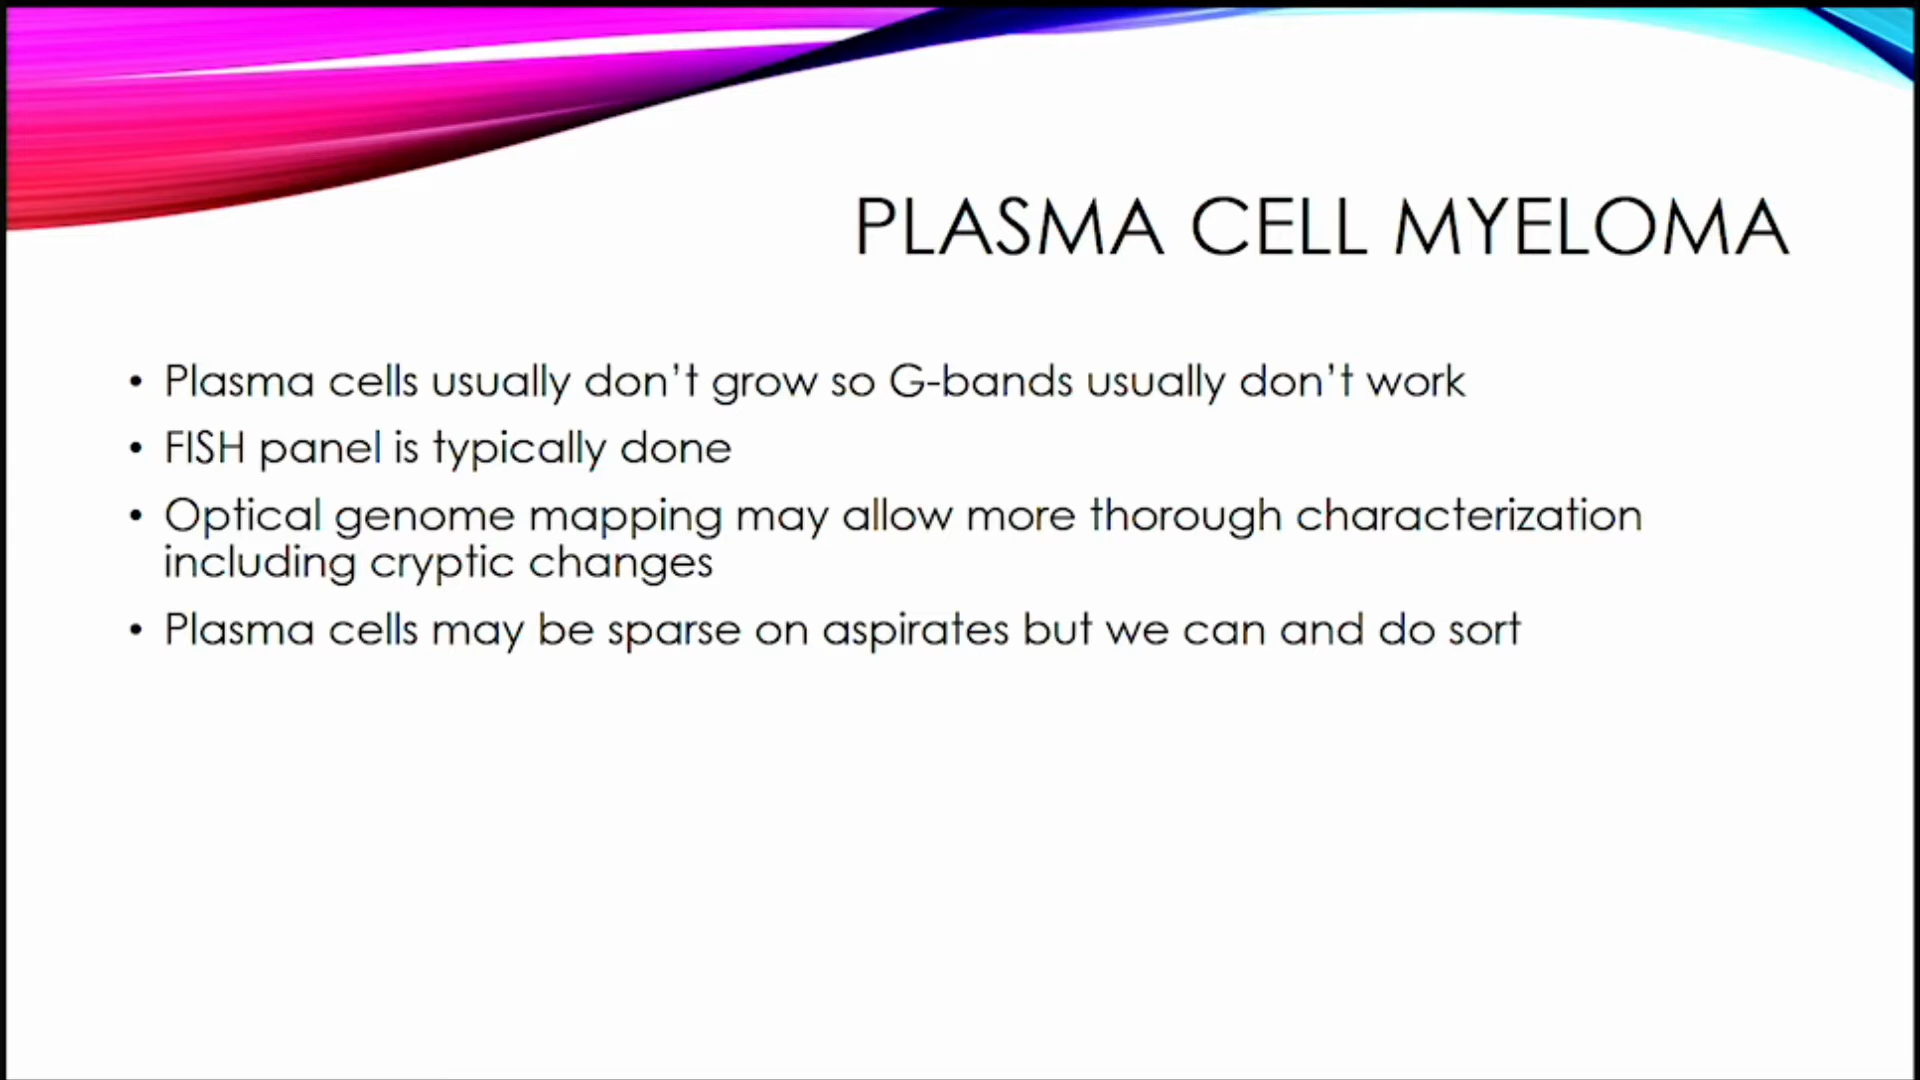 PLASMA CELL MYELOMA
• Plasma cells usually don’t grow so G-bands usually don’t work
• FISH panel is typically done
• Optical genome mapping may allow more thorough characterization
including cryptic changes
• Plasma cells may be sparse on aspirates but we can and do sort